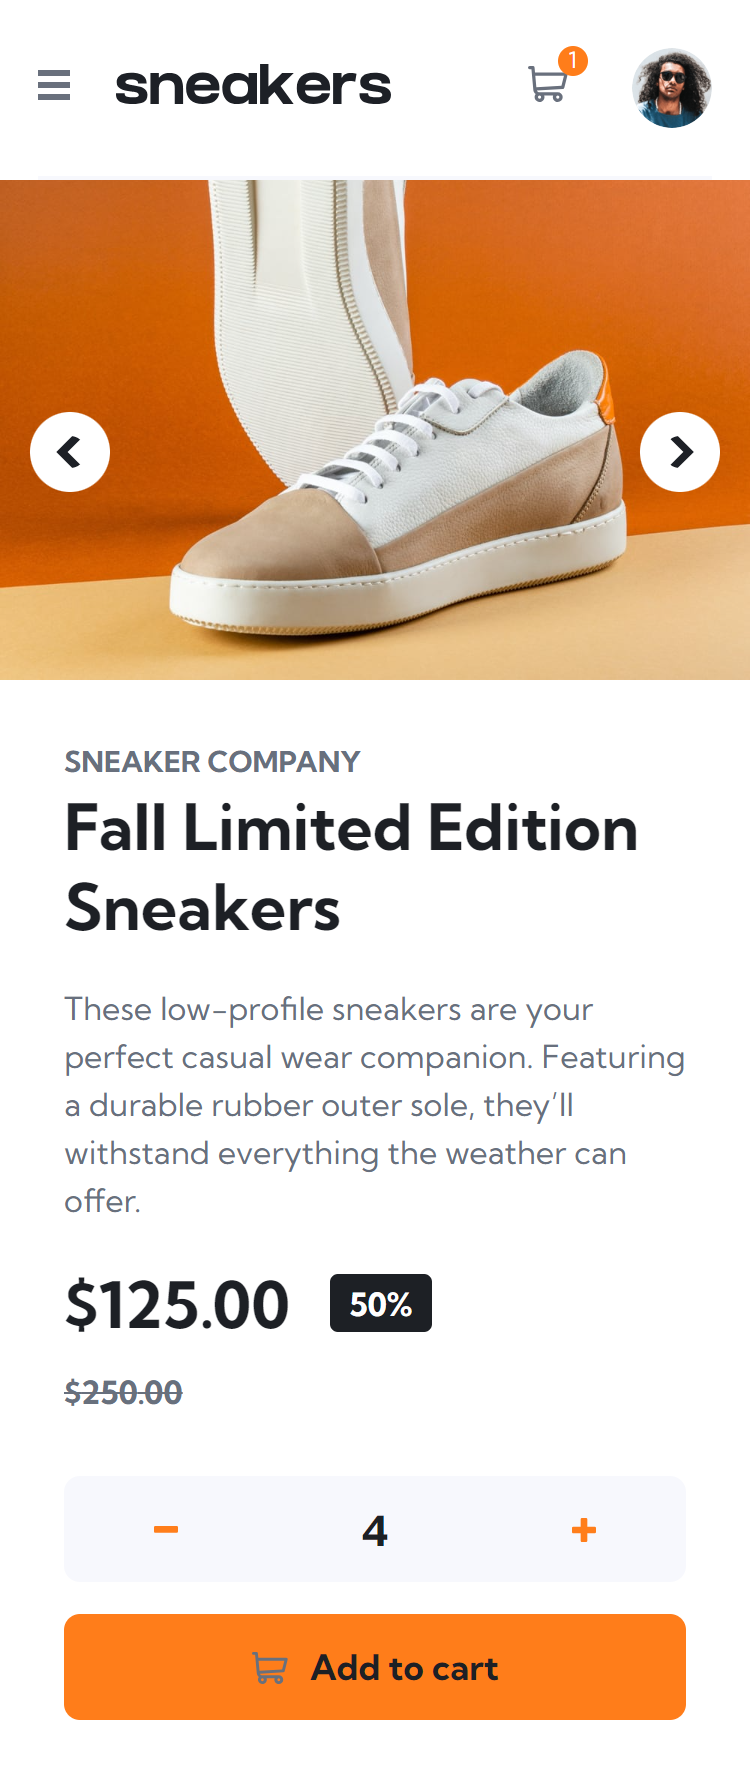 sneakers
1
SNEAKER COMPANY
Fall Limited Edition
Sneakers
These low-profile sneakers are your
perfect casual wear companion. Featuring
a durable rubber outer sole, they’ll
withstand everything the weather can
offer.
$125.00 50%
$250.00
4
Add to cart